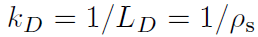 k_D = 1/L_D = 1/ρ_s